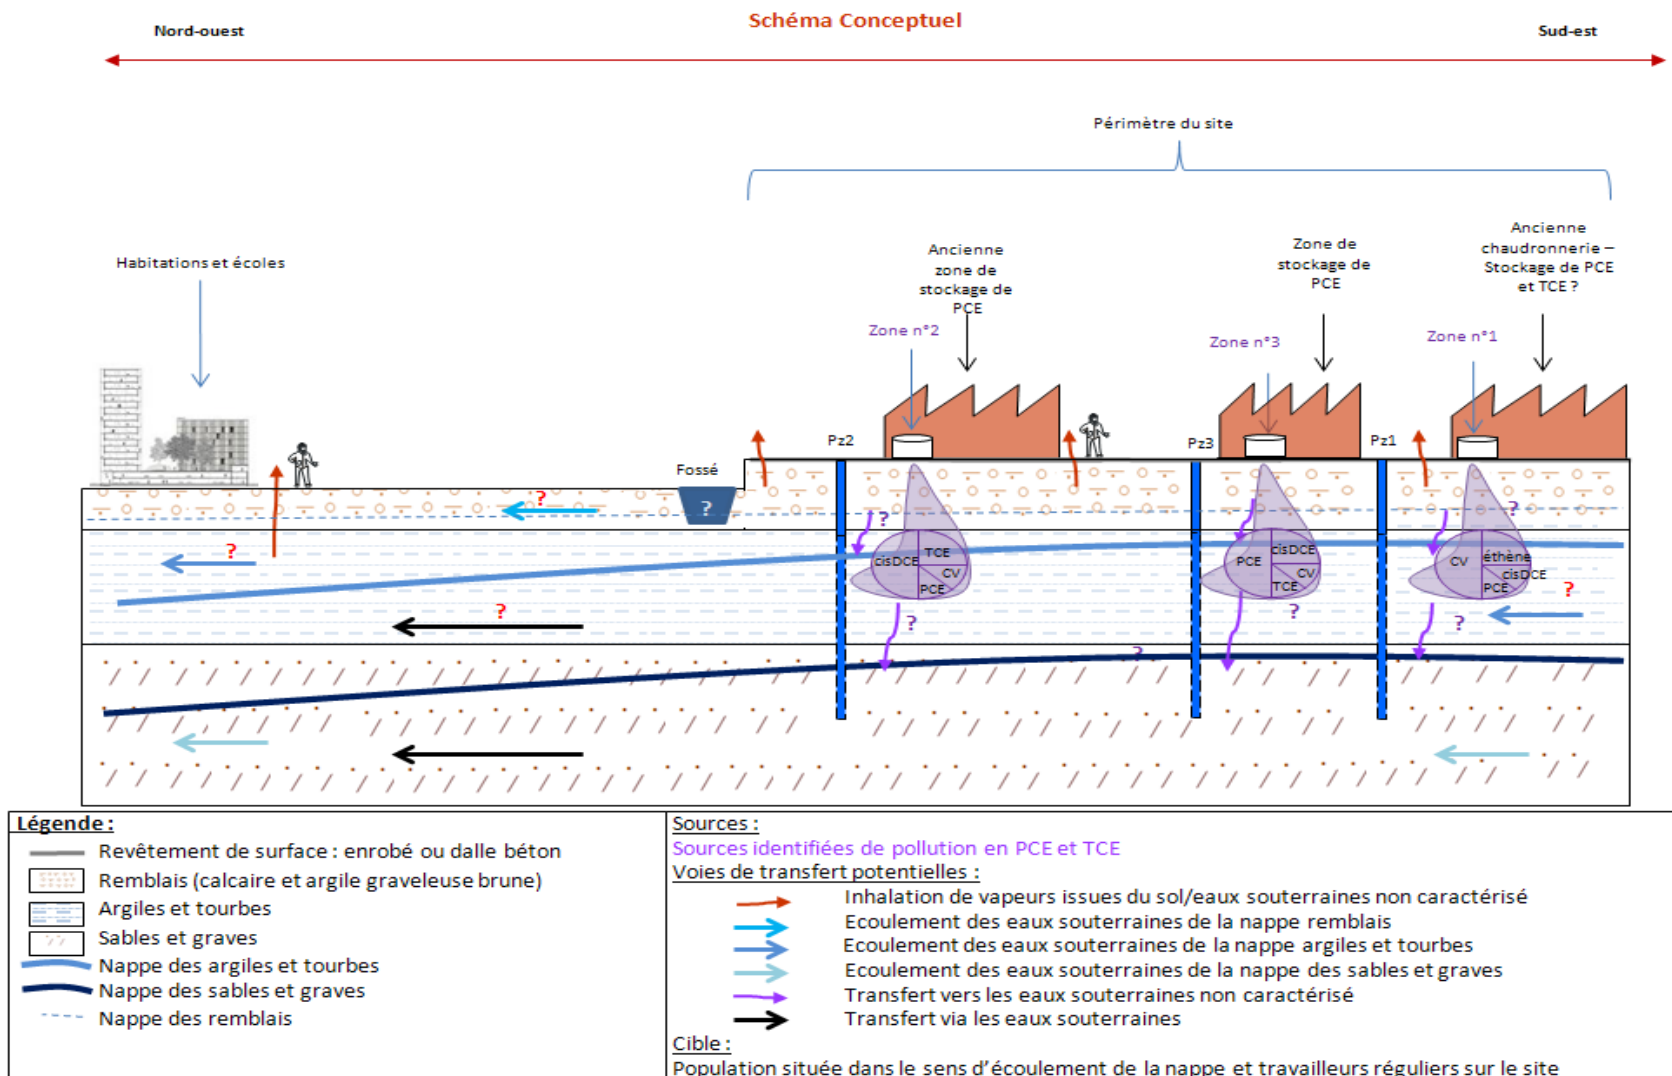 Schéma Conceptuel
Nord-ouest
Sud-est
Périmètre du site
Habitations et écoles
Ancienne
zone de
stockage de
PCE
Zone de
stockage de
PCE
Ancienne
chaudronnerie –
Stockage de PCE
et TCE ?
Zone n°2
Zone n°3
Zone n°1
Pz2
Pz3
Pz1
Fossé
?
?
?
?
?
?
?
?
?
?
?
?
cisDCE
TCE
CV
PCE
PCE
cisDCE
CV
TCE
CV
éthène
cisDCE
PCE
Légende :
Revêtement de surface : enrobé ou dalle béton
Remblais (calcaire et argile graveleuse brune)
Argiles et tourbes
Sables et graves
Nappe des argiles et tourbes
Nappe des sables et graves
Nappe des remblais
Sources :
Sources identifiées de pollution en PCE et TCE
Voies de transfert potentielles :
Inhalation de vapeurs issues du sol/eaux souterraines non caractérisé
Ecoulement des eaux souterraines de la nappe remblais
Ecoulement des eaux souterraines de la nappe argiles et tourbes
Ecoulement des eaux souterraines de la nappe des sables et graves
Transfert vers les eaux souterraines non caractérisé
Transfert via les eaux souterraines
Cible :
Population située dans le sens d'écoulement de la nappe et travailleurs réguliers sur le site